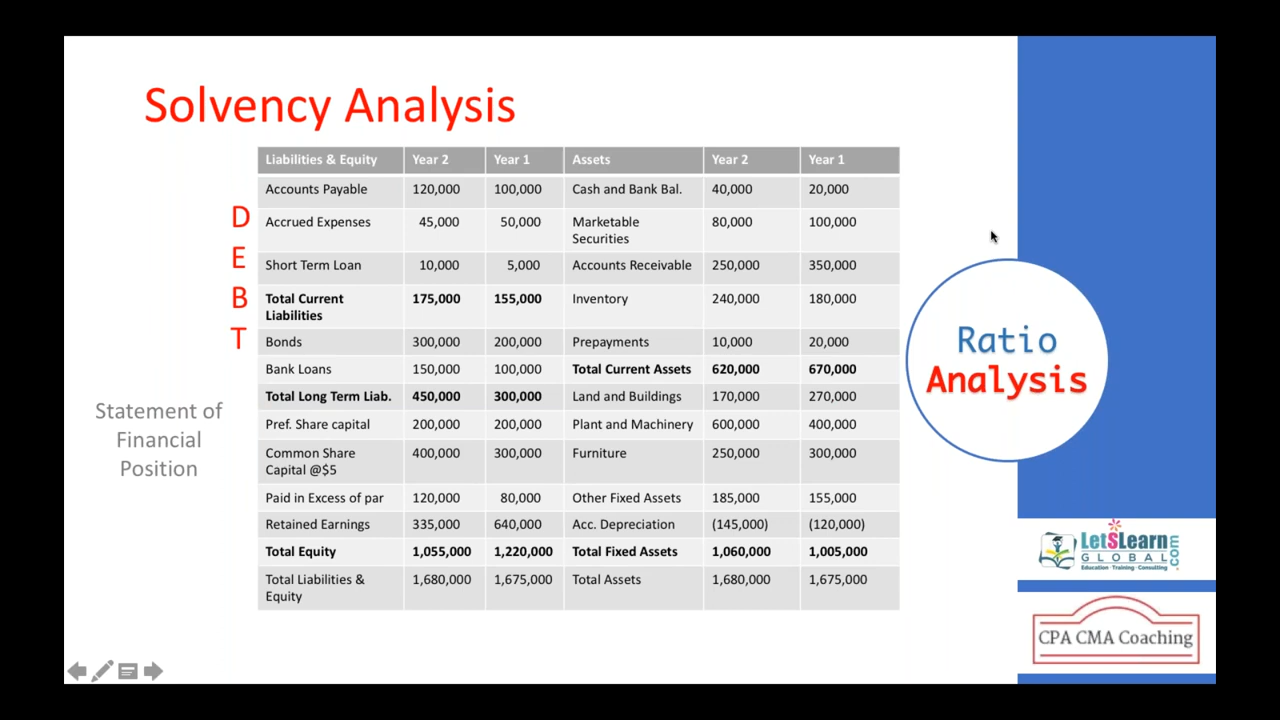 Solvency Analysis
Liabilities & Equity Year 2 Year 1 Assets Year 2 Year 1
Accounts Payable 120,000 100,000 Cash and Bank Bal. 40,000 20,000
Accrued Expenses 45,000 50,000 Marketable Securities 80,000 100,000
Short Term Loan 10,000 5,000 Accounts Receivable 250,000 350,000
Total Current Liabilities 175,000 155,000 Inventory 240,000 180,000
Bonds 300,000 200,000 Prepayments 10,000 20,000
Bank Loans 150,000 100,000 Total Current Assets 620,000 670,000
Total Long Term Liab. 450,000 300,000 Land and Buildings 170,000 270,000
Pref. Share capital 200,000 200,000 Plant and Machinery 600,000 400,000
Common Share Capital @$5 400,000 300,000 Furniture 250,000 300,000
Paid in Excess of par 120,000 80,000 Other Fixed Assets 185,000 155,000
Retained Earnings 335,000 640,000 Acc. Depreciation (145,000) (120,000)
Total Equity 1,055,000 1,220,000 Total Fixed Assets 1,060,000 1,005,000
Total Liabilities & Equity 1,680,000 1,675,000 Total Assets 1,680,000 1,675,000
D
E
B
T
Statement of
Financial
Position
Ratio
Analysis
LetSLearn
GLOBAL
.com
Education · Training · Consulting
CPA CMA Coaching